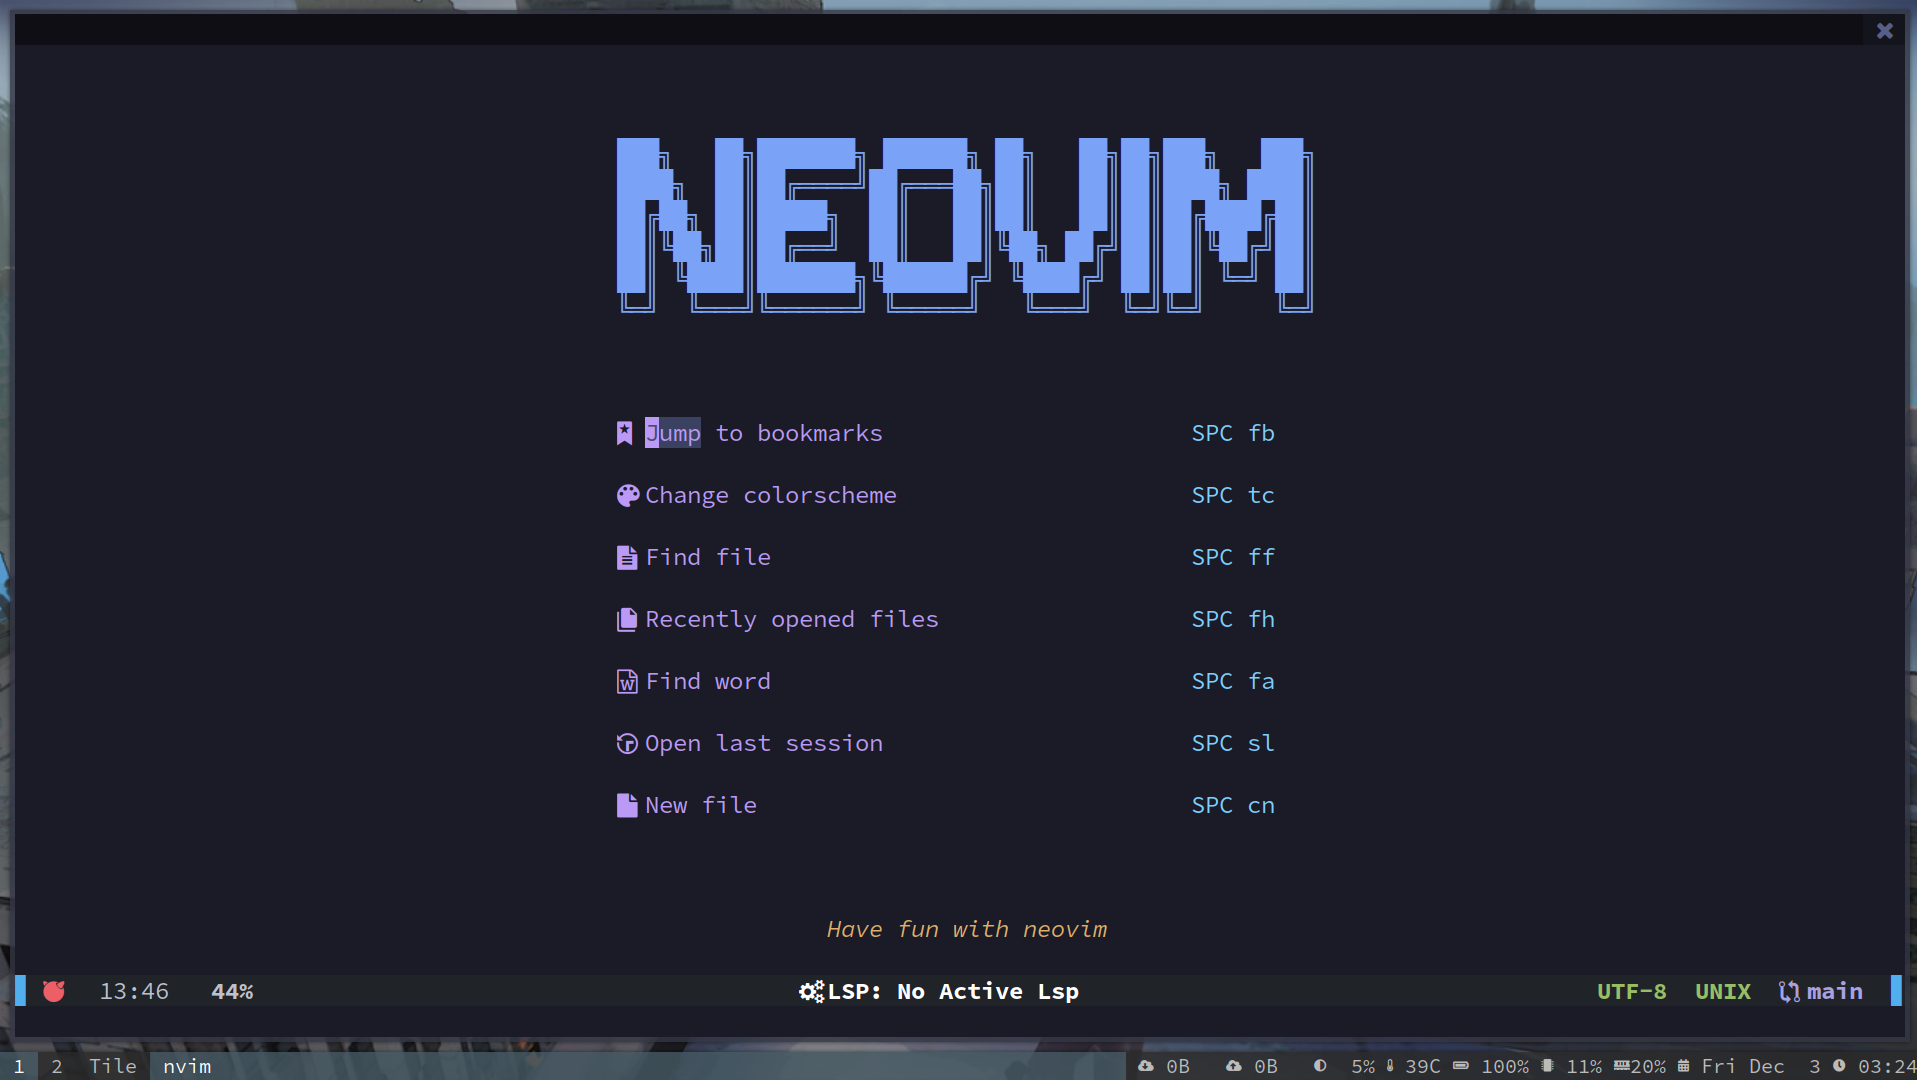 NEOVIM
Jump to bookmarks SPC fb
Change colorscheme SPC tc
Find file SPC ff
Recently opened files SPC fh
Find word SPC fa
Open last session SPC sl
New file SPC cn
Have fun with neovim
13:46 44% LSP: No Active Lsp UTF-8 UNIX main
1 2 Tile nvim 0B 0B 5% 39C 100% 11% 20% Fri Dec 3 03:24